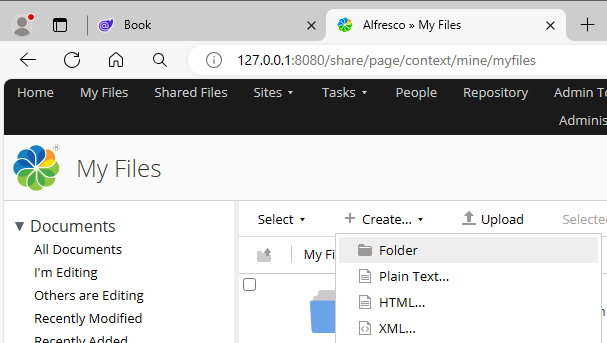 Book
Alfresco » My Files
127.0.0.1:8080/share/page/context/mine/myfiles
Home My Files Shared Files Sites Tasks People Repository Admin To
Adminis
My Files
Documents
All Documents
I'm Editing
Others are Editing
Recently Modified
Recently Added
Select Create... Upload Selected
My Fi
Folder
Plain Text...
HTML...
XML...